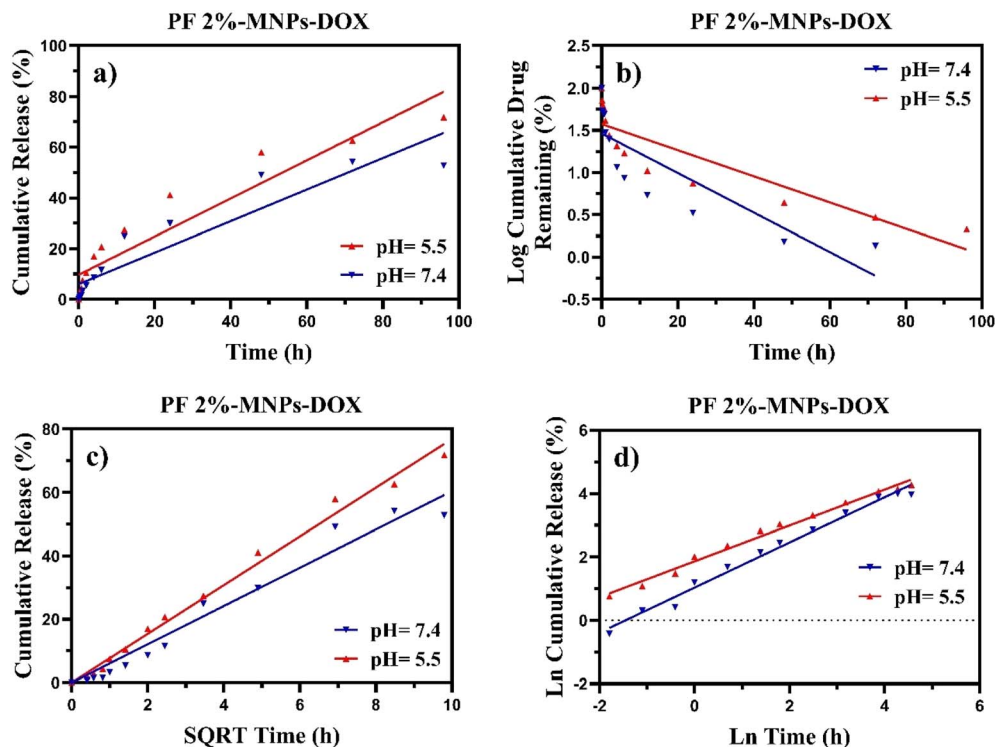 PF 2%-MNPs-DOX
a)
Cumulative Release (%)
100
80
60
40
20
0
pH= 5.5
pH= 7.4
0 20 40 60 80 100
Time (h)
PF 2%-MNPs-DOX
b)
Log Cumulative Drug
Remaining (%)
2.5
2.0
1.5
1.0
0.5
0.0
-0.5
pH= 7.4
pH= 5.5
0 20 40 60 80 100
Time (h)
PF 2%-MNPs-DOX
c)
Cumulative Release (%)
80
60
40
20
0
pH= 7.4
pH= 5.5
0 2 4 6 8 10
SQRT Time (h)
PF 2%-MNPs-DOX
d)
Ln Cumulative Release (%)
6
4
2
0
-2
pH= 7.4
pH= 5.5
-2 0 2 4 6
Ln Time (h)